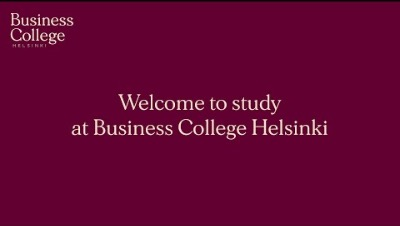 Business
College
HELSINKI
Welcome to study
at Business College Helsinki